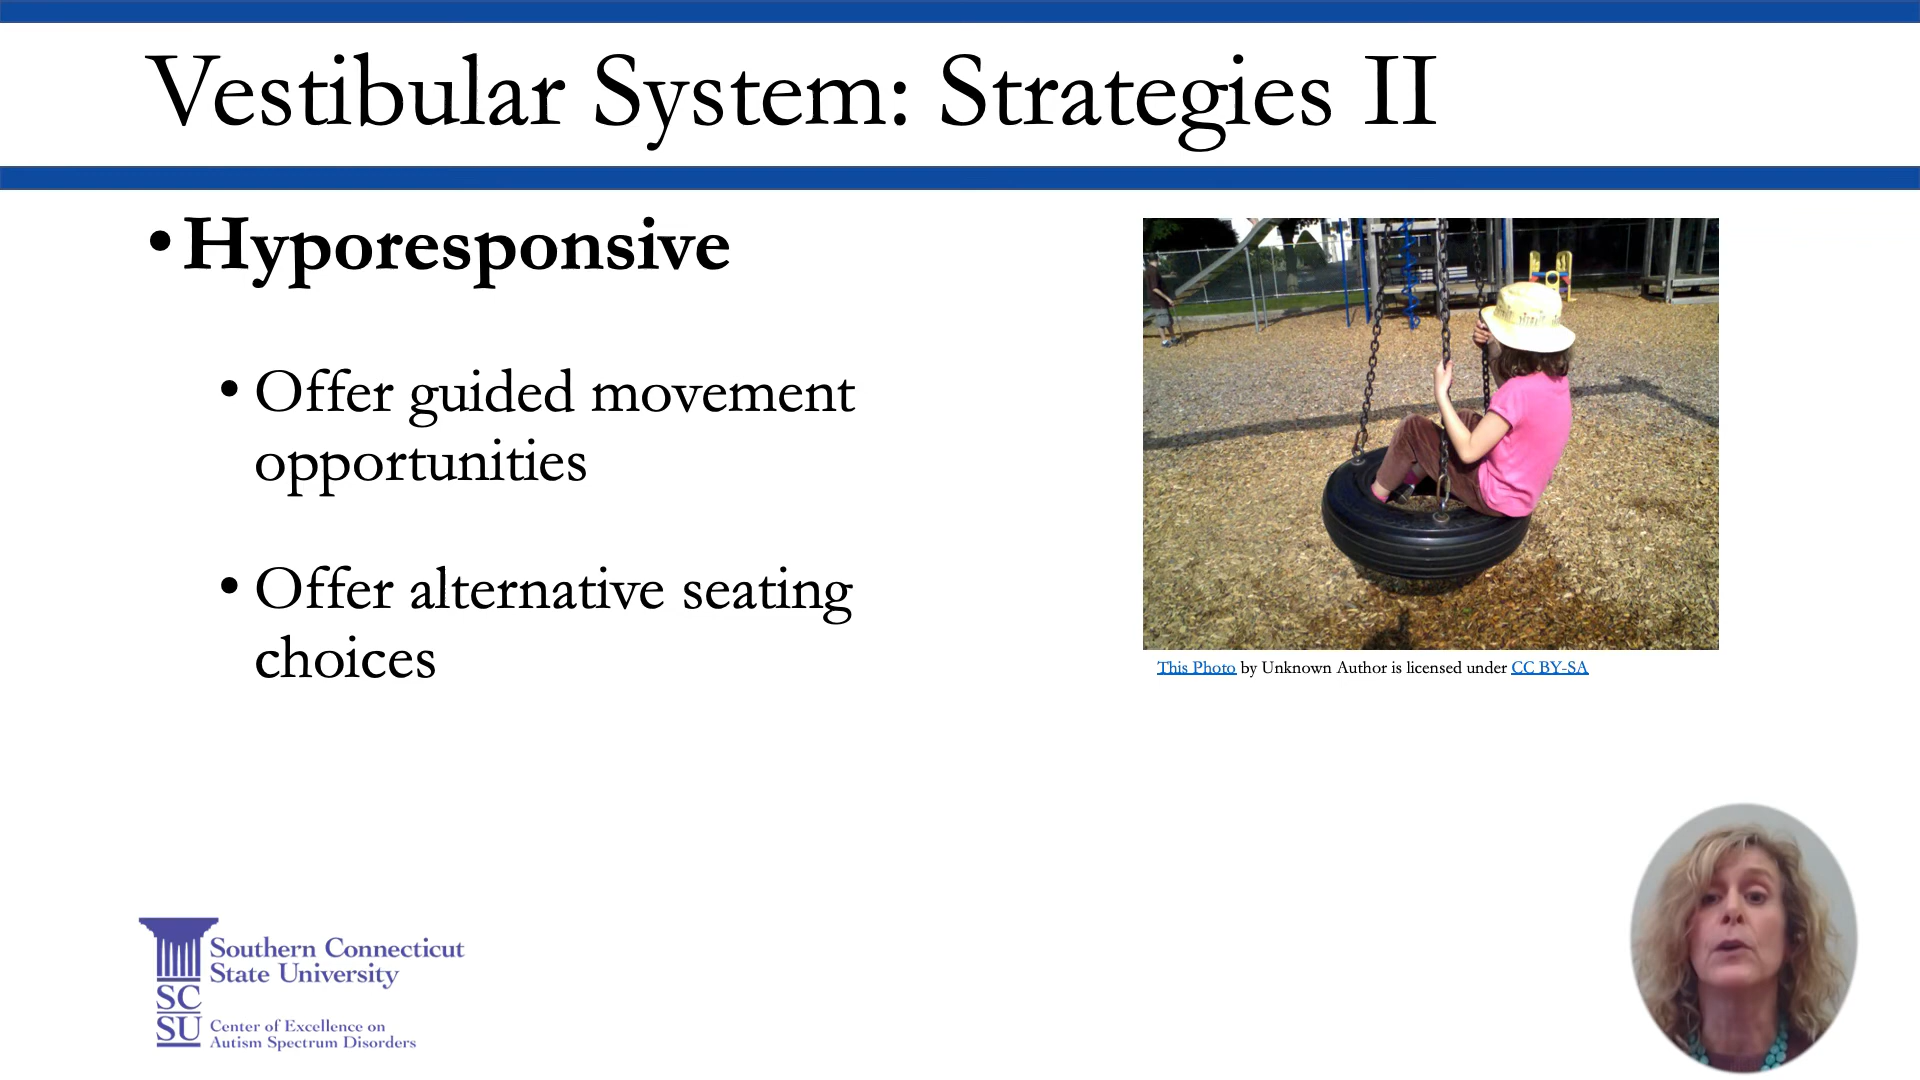 Vestibular System: Strategies II
• Hyporesponsive
• Offer guided movement
opportunities
• Offer alternative seating
choices
This Photo by Unknown Author is licensed under CC BY-SA
Southern Connecticut
State University
SC
SU
Center of Excellence on
Autism Spectrum Disorders